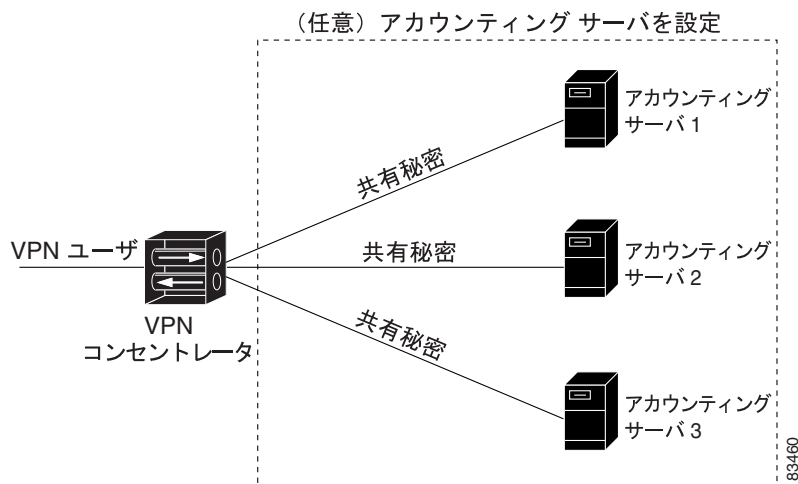 （任意）アカウンティング サーバを設定
アカウンティング
サーバ 1
共有秘密
VPN ユーザ
共有秘密
アカウンティング
サーバ 2
VPN
コンセントレータ
共有秘密
アカウンティング
サーバ 3
83460